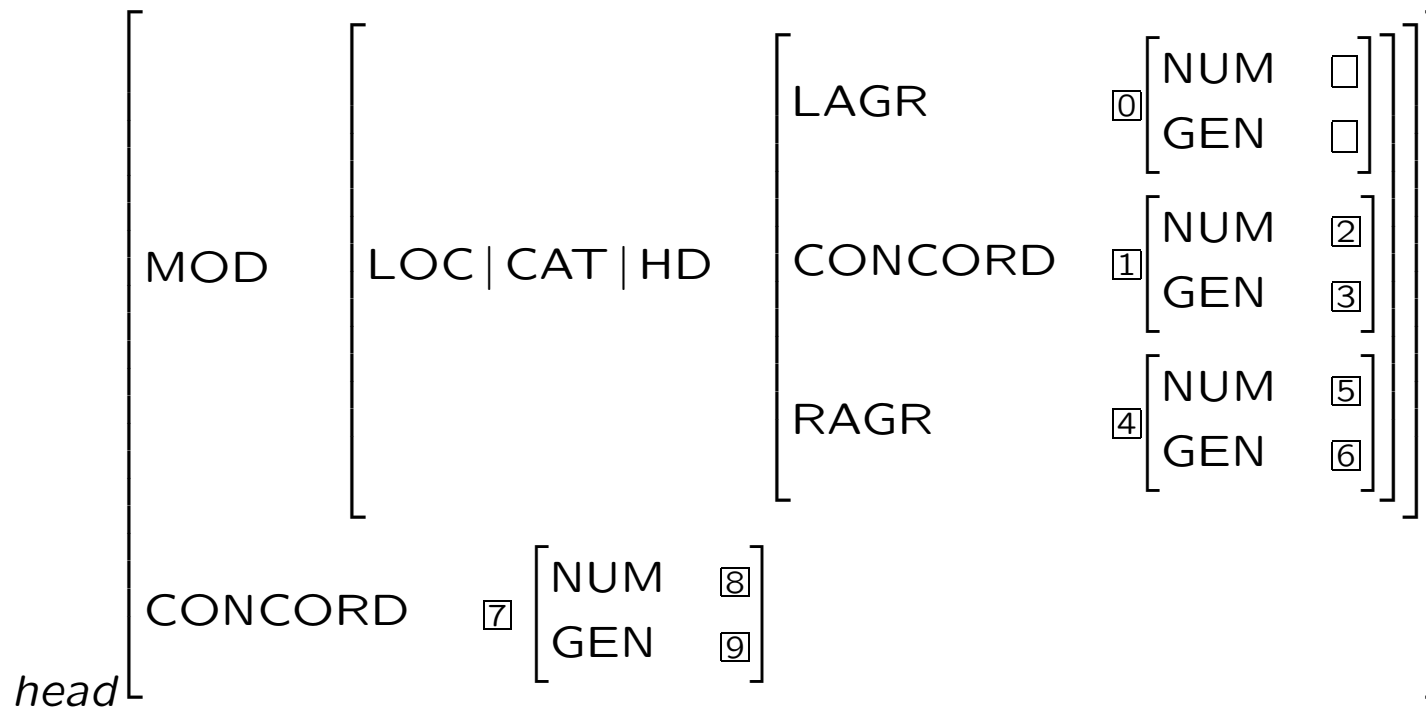 LAGR 0 NUM
GEN
MOD LOC|CAT|HD CONCORD 1 NUM 2
GEN 3
RAGR 4 NUM 5
GEN 6
CONCORD 7 NUM 8
GEN 9
head